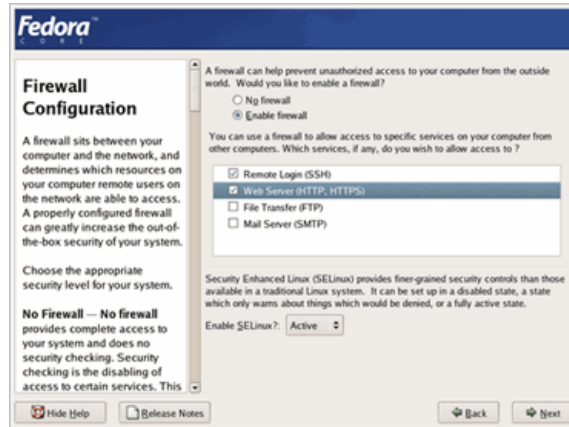 Fedora
CORE
Firewall
Configuration
A firewall sits between your
computer and the network, and
determines which resources on
your computer remote users on
the network are able to access.
A properly configured firewall
can greatly increase the out-of-
the-box security of your system.
Choose the appropriate
security level for your system.
No Firewall — No firewall
provides complete access to
your system and does no
security checking. Security
checking is the disabling of
access to certain services. This
A firewall can help prevent unauthorized access to your computer from the outside
world. Would you like to enable a firewall?
No firewall
Enable firewall
You can use a firewall to allow access to specific services on your computer from
other computers. Which services, if any, do you wish to allow access to ?
Remote Login (SSH)
Web Server (HTTP, HTTPS)
File Transfer (FTP)
Mail Server (SMTP)
Security Enhanced Linux (SELinux) provides finer-grained security controls than those
available in a traditional Linux system. It can be set up in a disabled state, a state
which only warns about things which would be denied, or a fully active state.
Enable SELinux?: Active
Hide Help
Release Notes
Back
Next